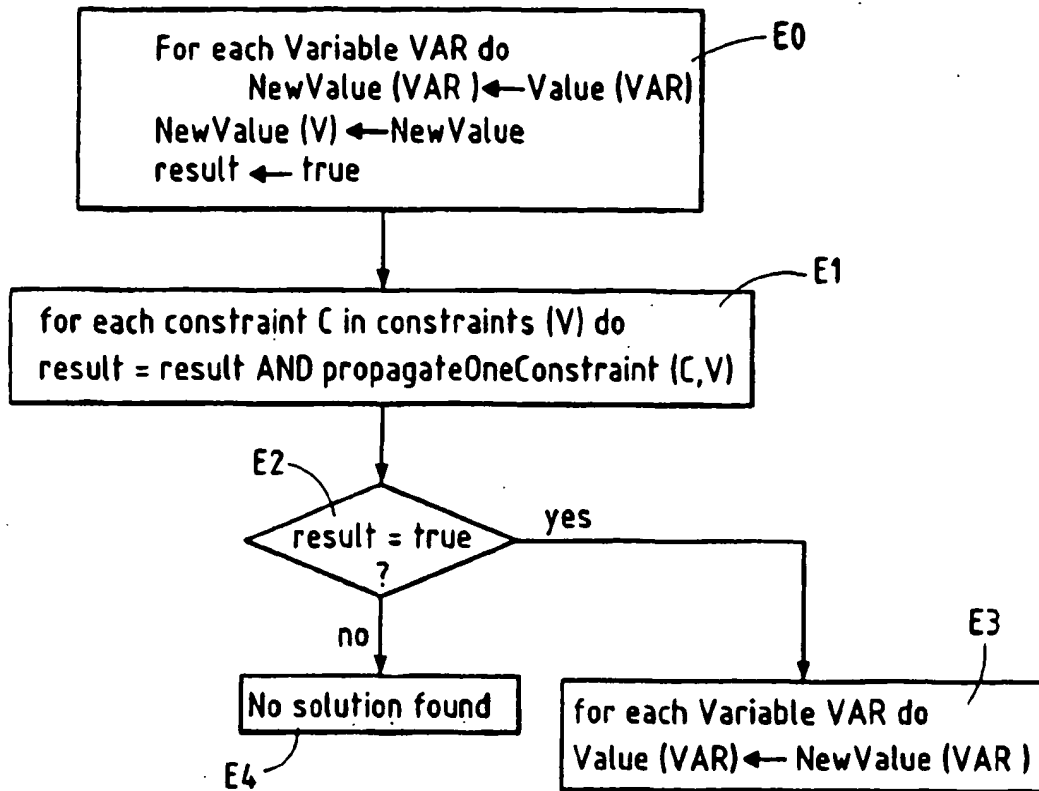 For each Variable VAR do
NewValue (VAR) ← Value (VAR)
NewValue (V) ← NewValue
result ← true
E0
E1
for each constraint C in constraints (V) do
result = result AND propagateOneConstraint (C,V)
E2
result = true
?
yes
no
E3
No solution found
E4
for each Variable VAR do
Value (VAR) ← NewValue (VAR)